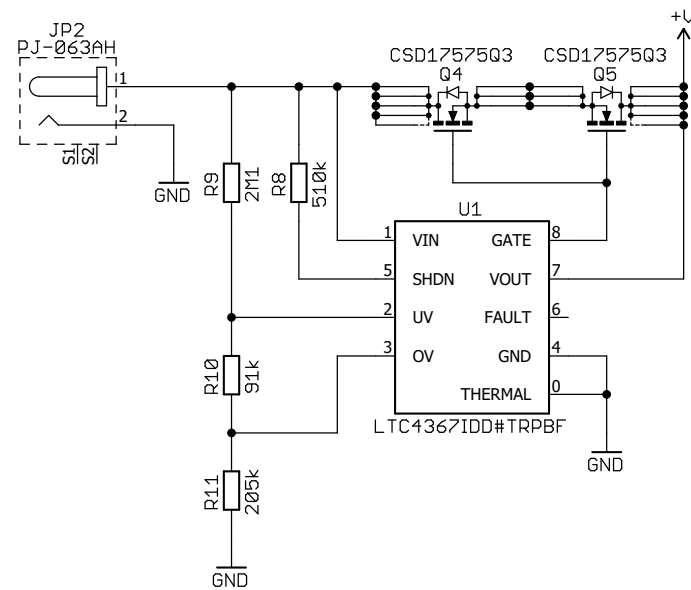 +U
JP2
PJ-063AH
CSD17575Q3
CSD17575Q3
Q4
Q5
1
2
S1
S2
GND
R9
2M1
R8
510k
U1
1
VIN
GATE
8
5
SHDN
VOUT
7
2
UV
FAULT
6
3
OV
GND
4
THERMAL
0
LTC4367IDD#TRPBF
R10
91k
R11
205k
GND
GND